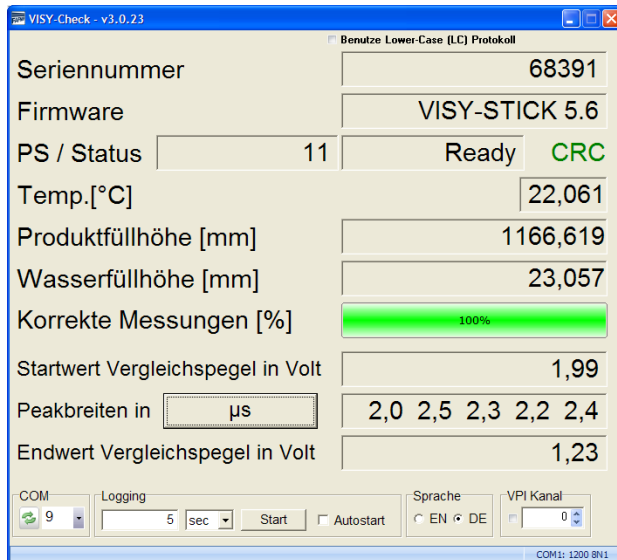 VISY-Check - v3.0.23
Benutze Lower-Case (LC) Protokoll
Seriennummer 68391
Firmware VISY-STICK 5.6
PS / Status 11 Ready CRC
Temp.[°C] 22,061
Produktfüllhöhe [mm] 1166,619
Wasserfüllhöhe [mm] 23,057
Korrekte Messungen [%] 100%
Startwert Vergleichspegel in Volt 1,99
Peakbreiten in µs 2,0 2,5 2,3 2,2 2,4
Endwert Vergleichspegel in Volt 1,23
COM Logging Sprache VPI Kanal
9 5 sec Start Autostart EN DE 0
COM1: 1200 8N1